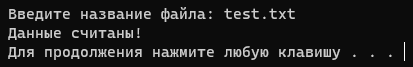 Введите название файла: test.txt
Данные считаны!
Для продолжения нажмите любую клавишу . . .